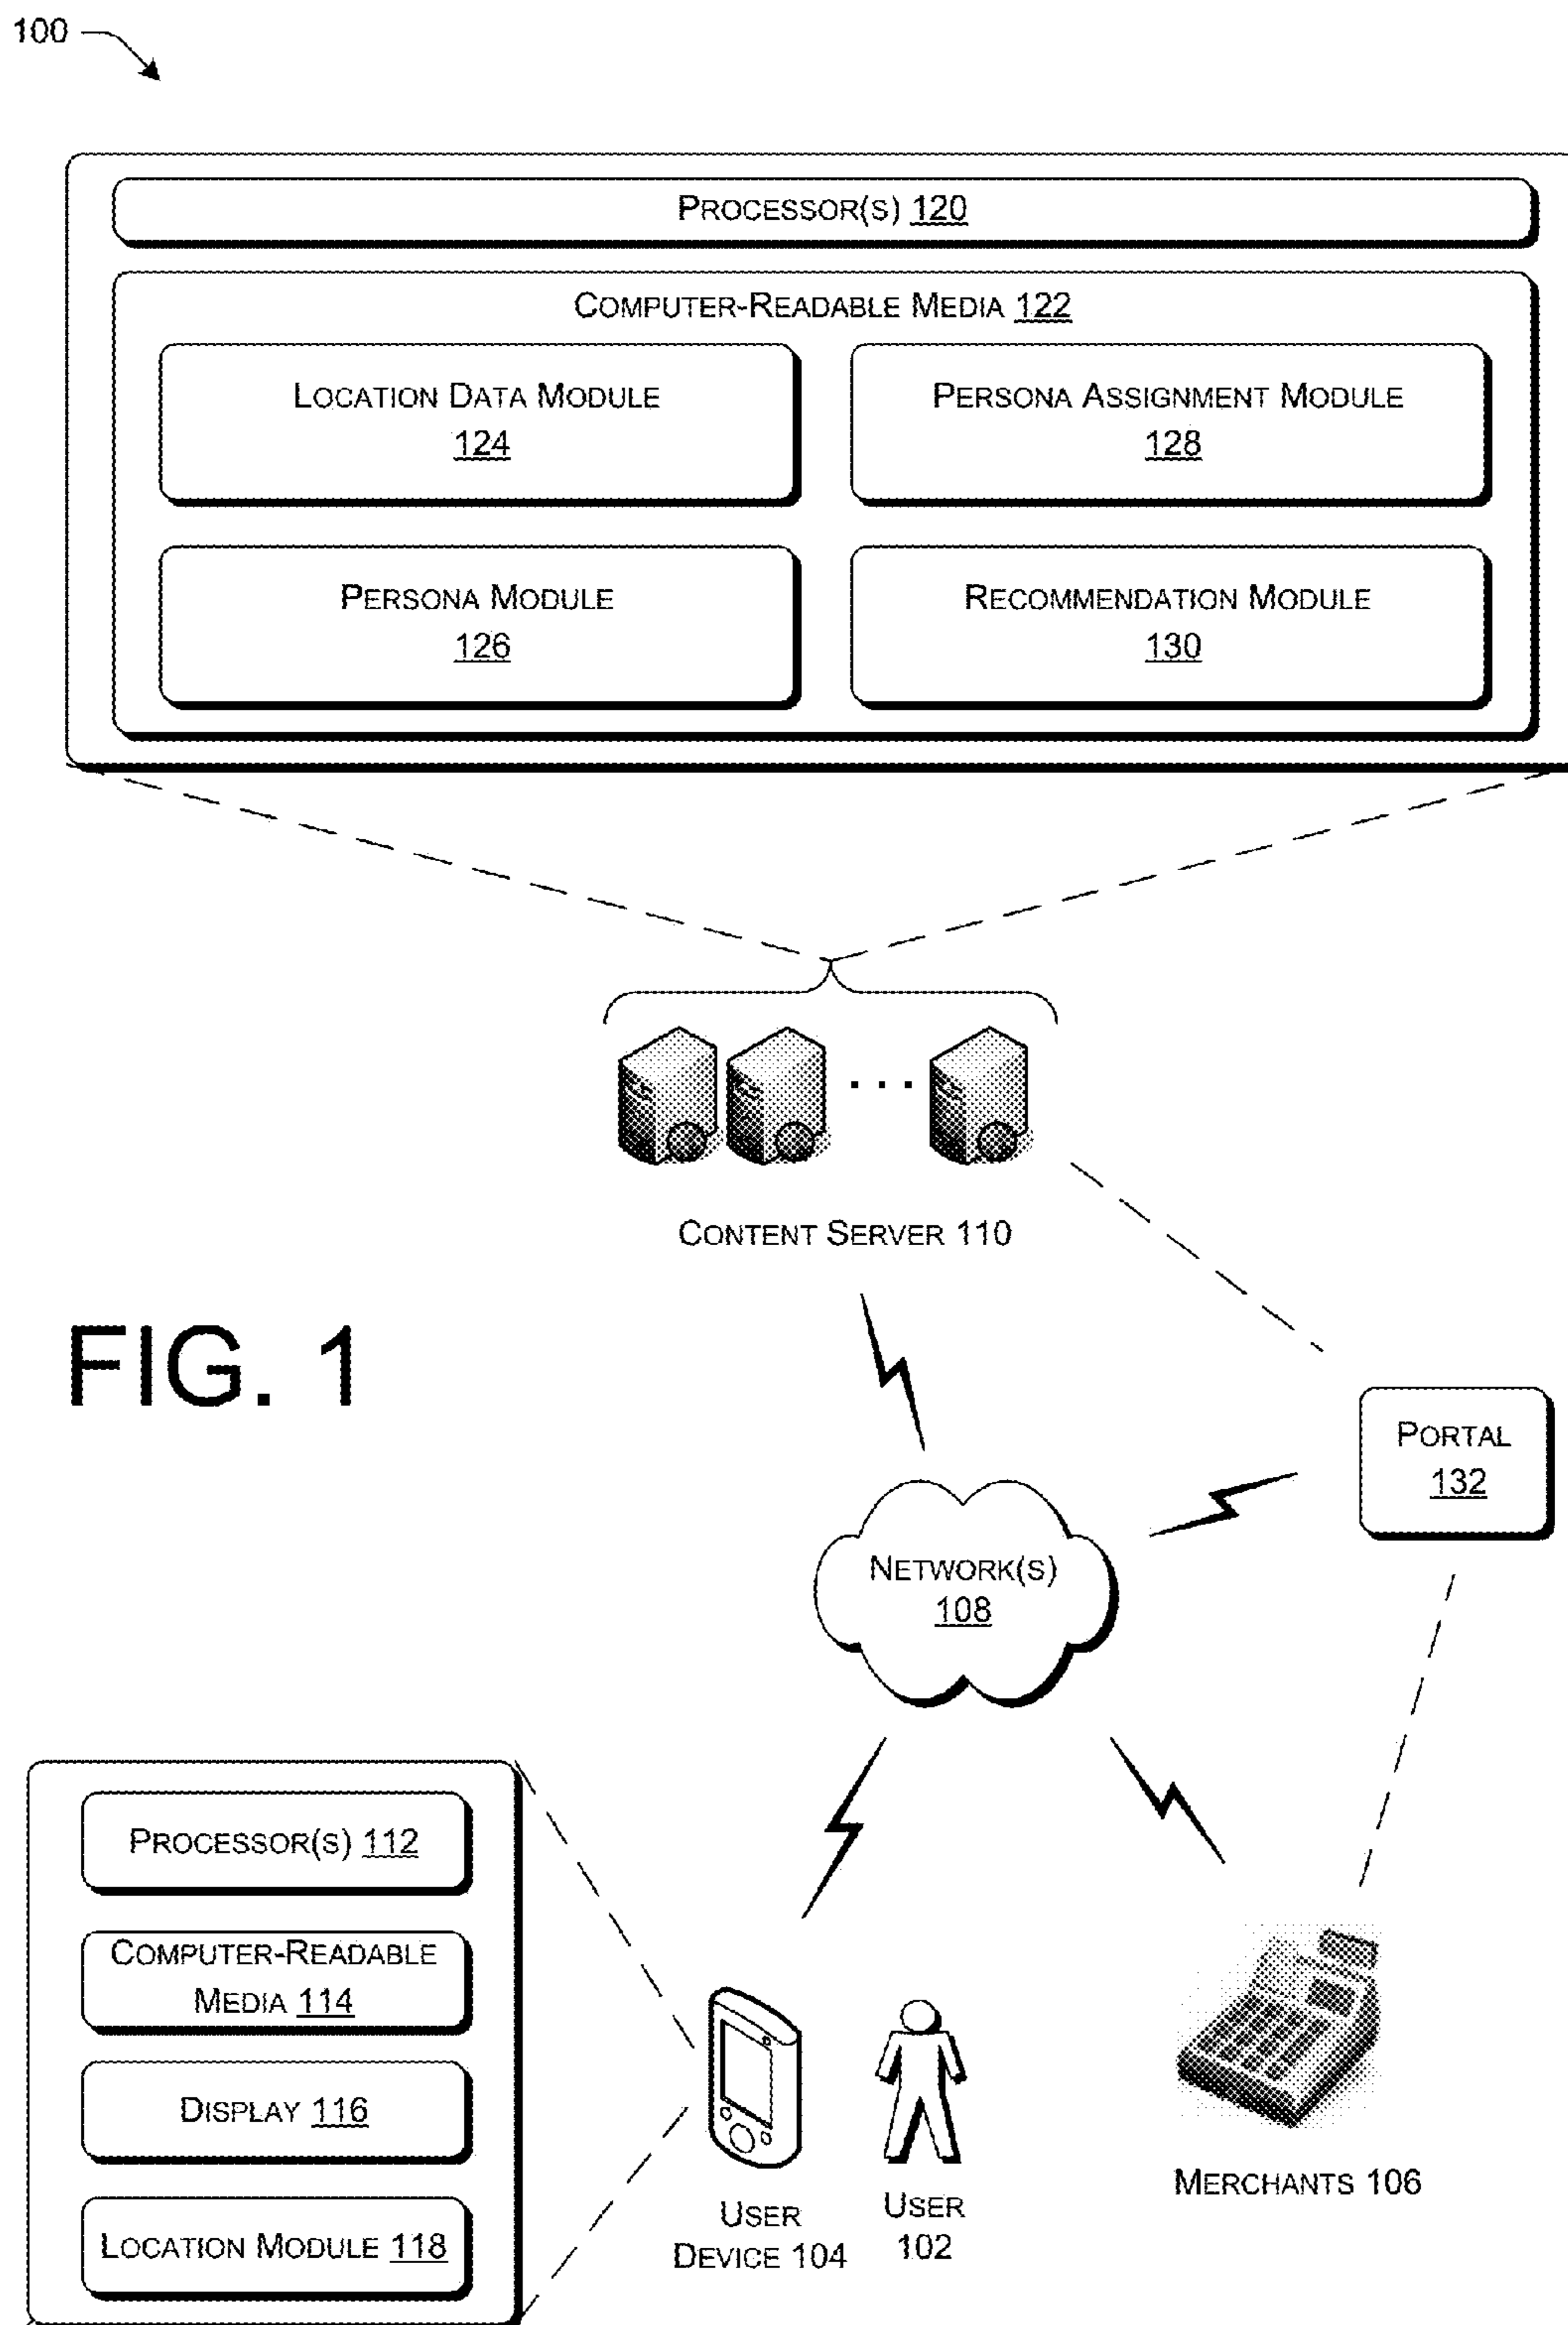 100
PROCESSOR(S) 120
COMPUTER-READABLE MEDIA 122
LOCATION DATA MODULE
124
PERSONA ASSIGNMENT MODULE
128
PERSONA MODULE
126
RECOMMENDATION MODULE
130
...
CONTENT SERVER 110
FIG. 1
PORTAL
132
NETWORK(S)
108
PROCESSOR(S) 112
COMPUTER-READABLE
MEDIA 114
DISPLAY 116
LOCATION MODULE 118
USER
DEVICE 104
USER
102
MERCHANTS 106